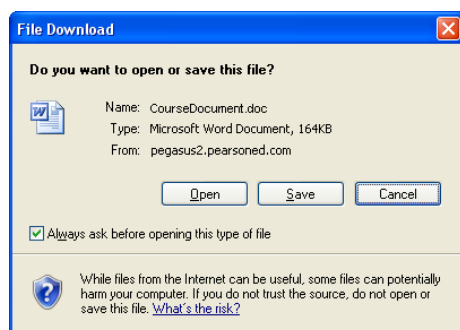 File Download
Do you want to open or save this file?
Name: CourseDocument.doc
Type: Microsoft Word Document, 164KB
From: pegasus2.pearsoned.com
Open Save Cancel
Always ask before opening this type of file
While files from the Internet can be useful, some files can potentially
harm your computer. If you do not trust the source, do not open or
save this file. What's the risk?